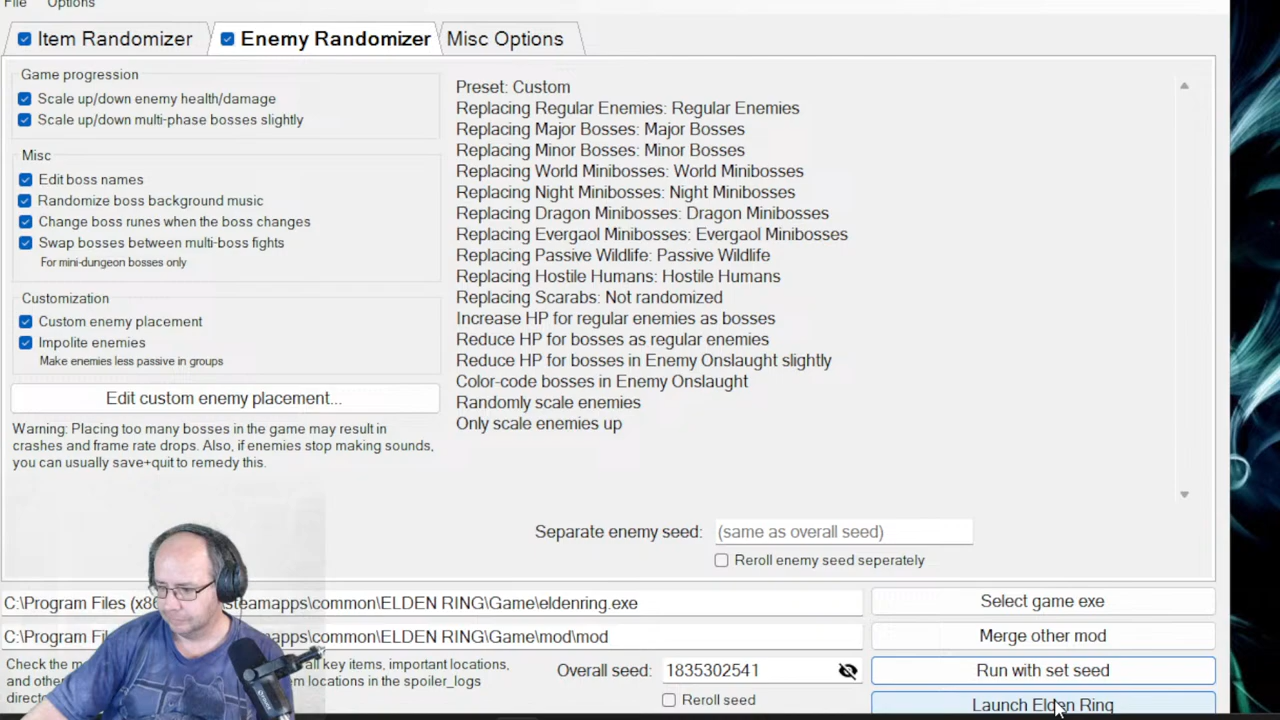 File Options
Item Randomizer Enemy Randomizer Misc Options
Game progression
Scale up/down enemy health/damage
Scale up/down multi-phase bosses slightly
Misc
Edit boss names
Randomize boss background music
Change boss runes when the boss changes
Swap bosses between multi-boss fights
For mini-dungeon bosses only
Customization
Custom enemy placement
Impolite enemies
Make enemies less passive in groups
Edit custom enemy placement...
Warning: Placing too many bosses in the game may result in
crashes and frame rate drops. Also, if enemies stop making sounds,
you can usually save+quit to remedy this.
Preset: Custom
Replacing Regular Enemies: Regular Enemies
Replacing Major Bosses: Major Bosses
Replacing Minor Bosses: Minor Bosses
Replacing World Minibosses: World Minibosses
Replacing Night Minibosses: Night Minibosses
Replacing Dragon Minibosses: Dragon Minibosses
Replacing Evergaol Minibosses: Evergaol Minibosses
Replacing Passive Wildlife: Passive Wildlife
Replacing Hostile Humans: Hostile Humans
Replacing Scarabs: Not randomized
Increase HP for regular enemies as bosses
Reduce HP for bosses as regular enemies
Reduce HP for bosses in Enemy Onslaught slightly
Color-code bosses in Enemy Onslaught
Randomly scale enemies
Only scale enemies up
Separate enemy seed: (same as overall seed)
Reroll enemy seed seperately
C:\Program Files (x86 steamapps\common\ELDEN RING\Game\eldenring.exe
Select game exe
C:\Program Fil steamapps\common\ELDEN RING\Game\mod\mod
Merge other mod
Check the m all key items, important locations,
and other m locations in the spoiler_logs
directo
Overall seed: 1835302541
Run with set seed
Reroll seed
Launch Elden Ring